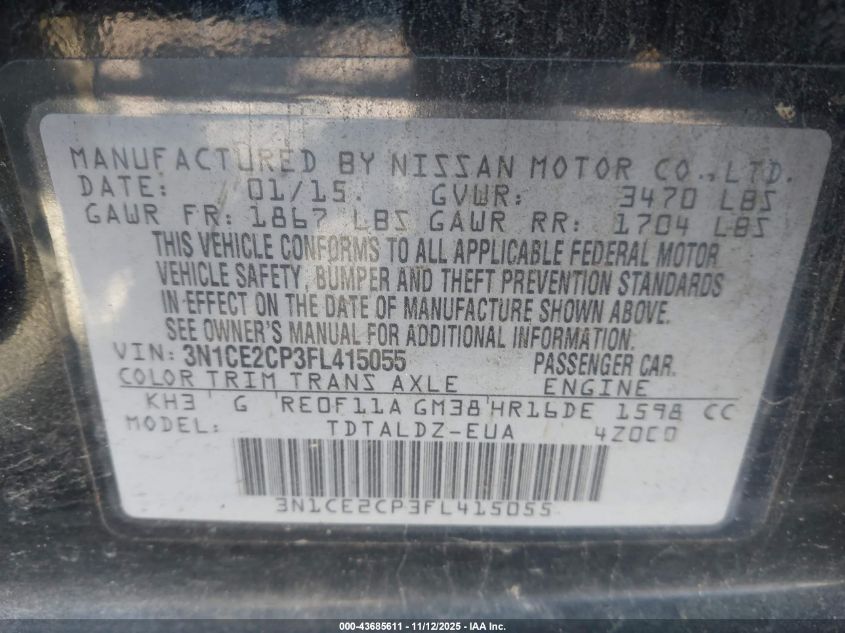 MANUFACTURED BY NISSAN MOTOR CO., LTD.
DATE: 01/15. GVWR: 3470 LBS
GAWR FR: 1867 LBS GAWR RR: 1704 LBS
THIS VEHICLE CONFORMS TO ALL APPLICABLE FEDERAL MOTOR
VEHICLE SAFETY, BUMPER AND THEFT PREVENTION STANDARDS
IN EFFECT ON THE DATE OF MANUFACTURE SHOWN ABOVE.
SEE OWNER'S MANUAL FOR ADDITIONAL INFORMATION.
VIN: 3N1CE2CP3FL415055 PASSENGER CAR.
COLOR TRIM TRANS AXLE ENGINE
KH3 G RE0F11A GM38 HR16DE 1598 CC
MODEL: TDTALDZ-EUA 4Z0C0
3N1CE2CP3FL415055
000-43685611 - 11/12/2025 - IAA Inc.